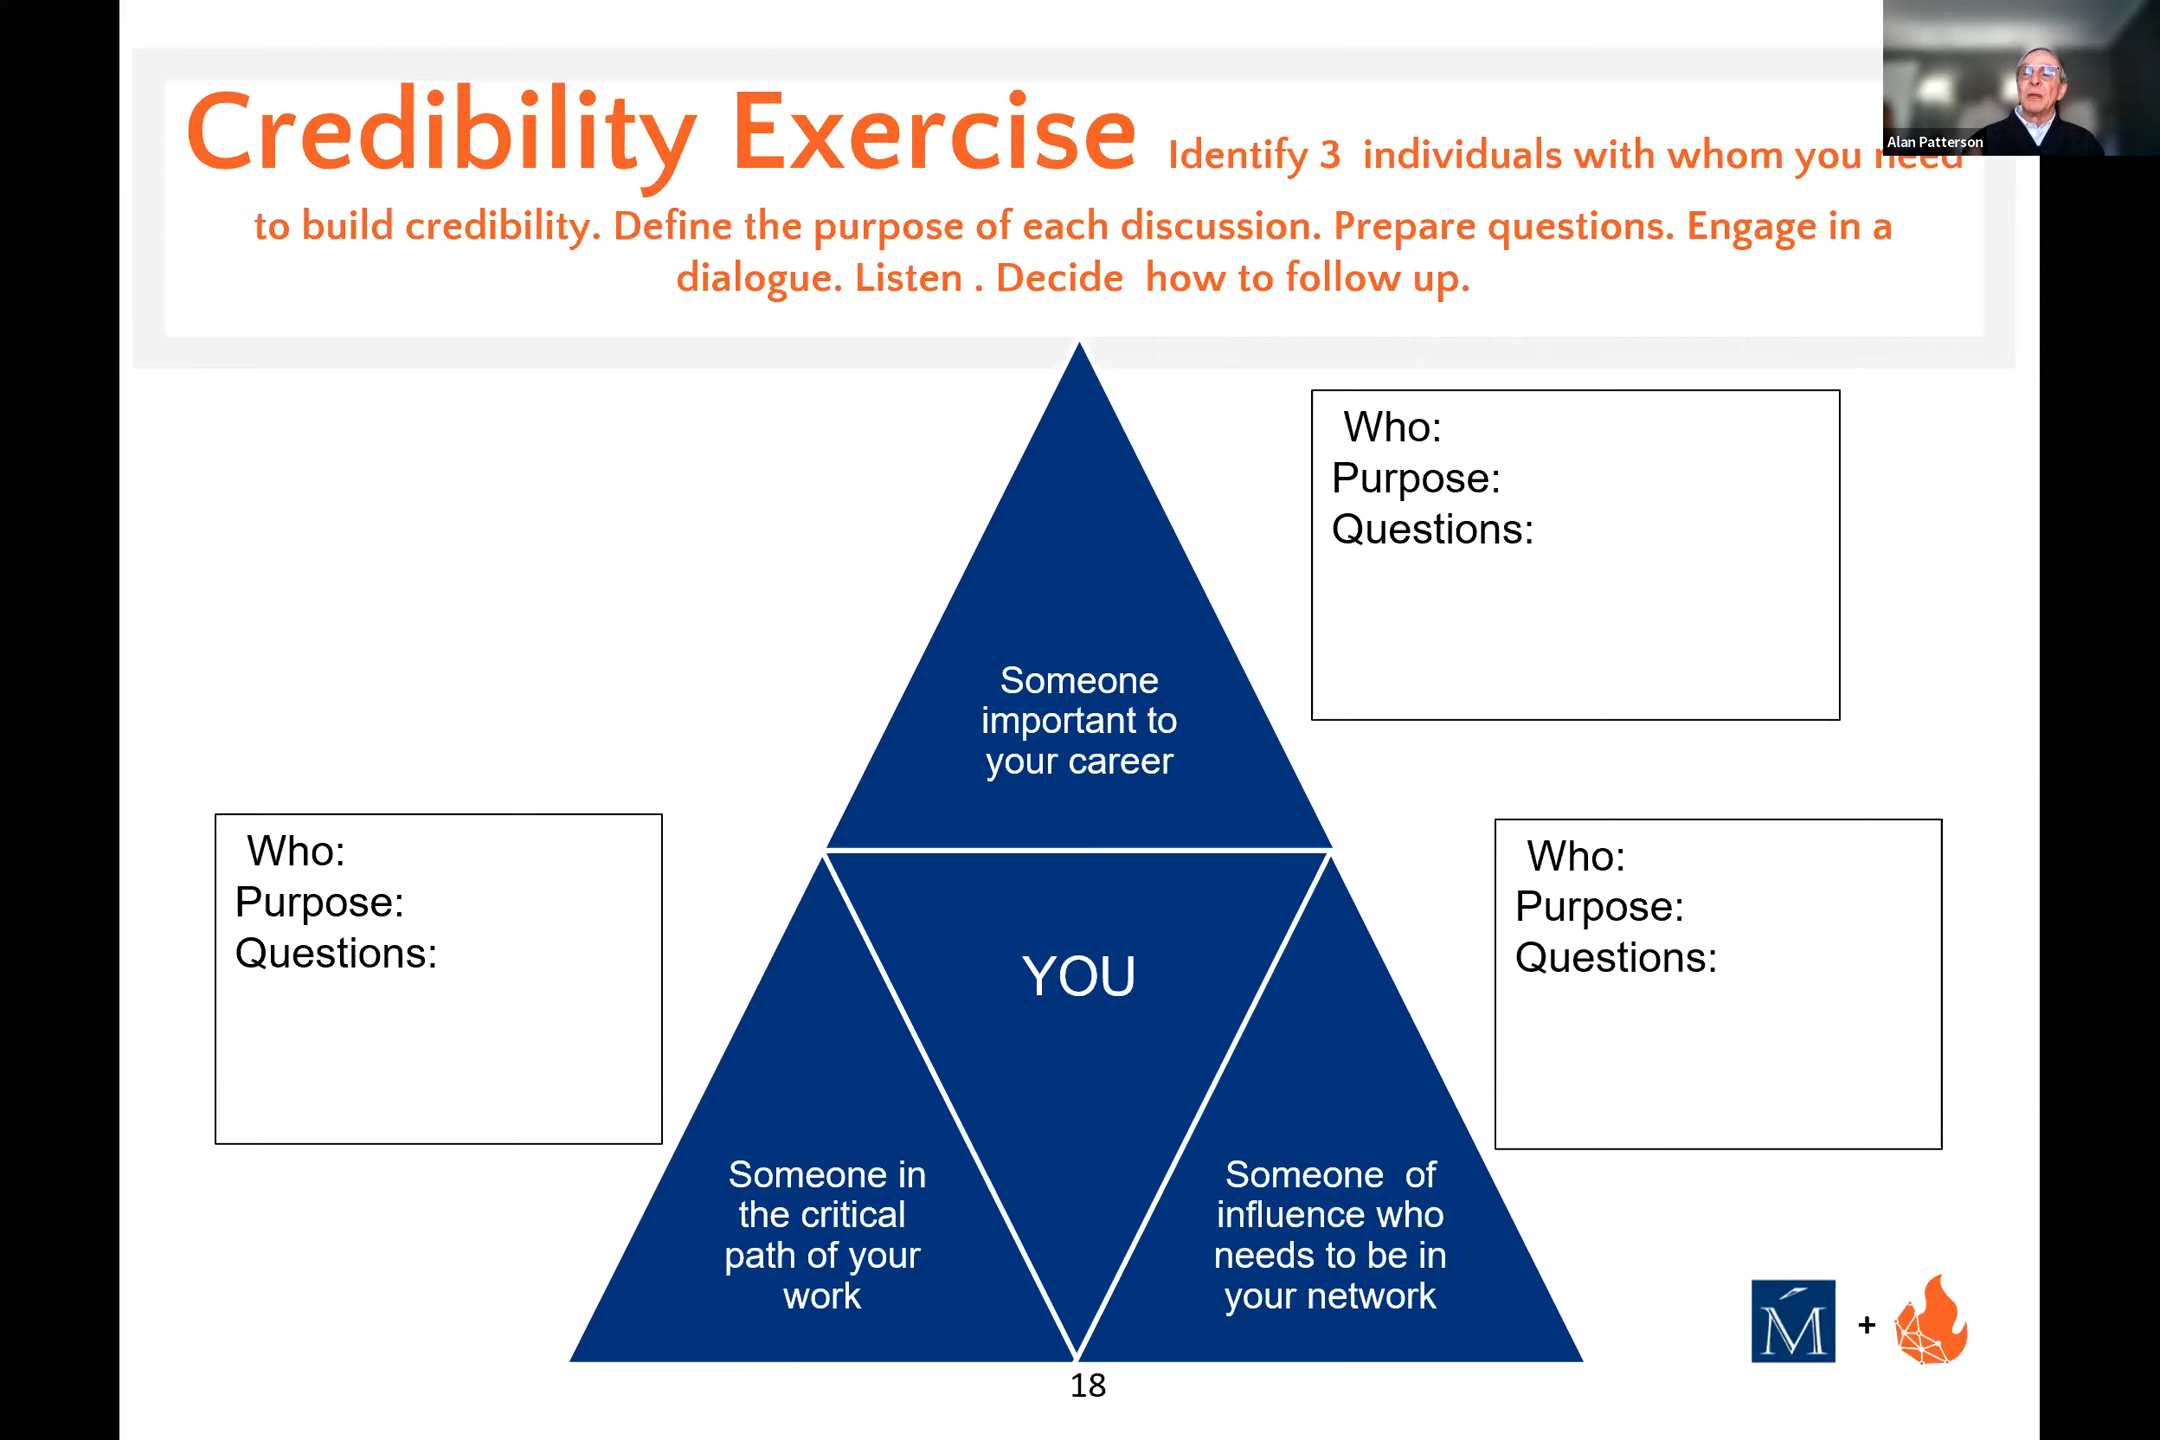 Alan Patterson
Credibility Exercise Identify 3 individuals with whom you need
to build credibility. Define the purpose of each discussion. Prepare questions. Engage in a
dialogue. Listen . Decide how to follow up.
Who:
Purpose:
Questions:
Someone
important to
your career
Who:
Purpose:
Questions:
YOU
Who:
Purpose:
Questions:
Someone in
the critical
path of your
work
Someone of
influence who
needs to be in
your network
M
+
18